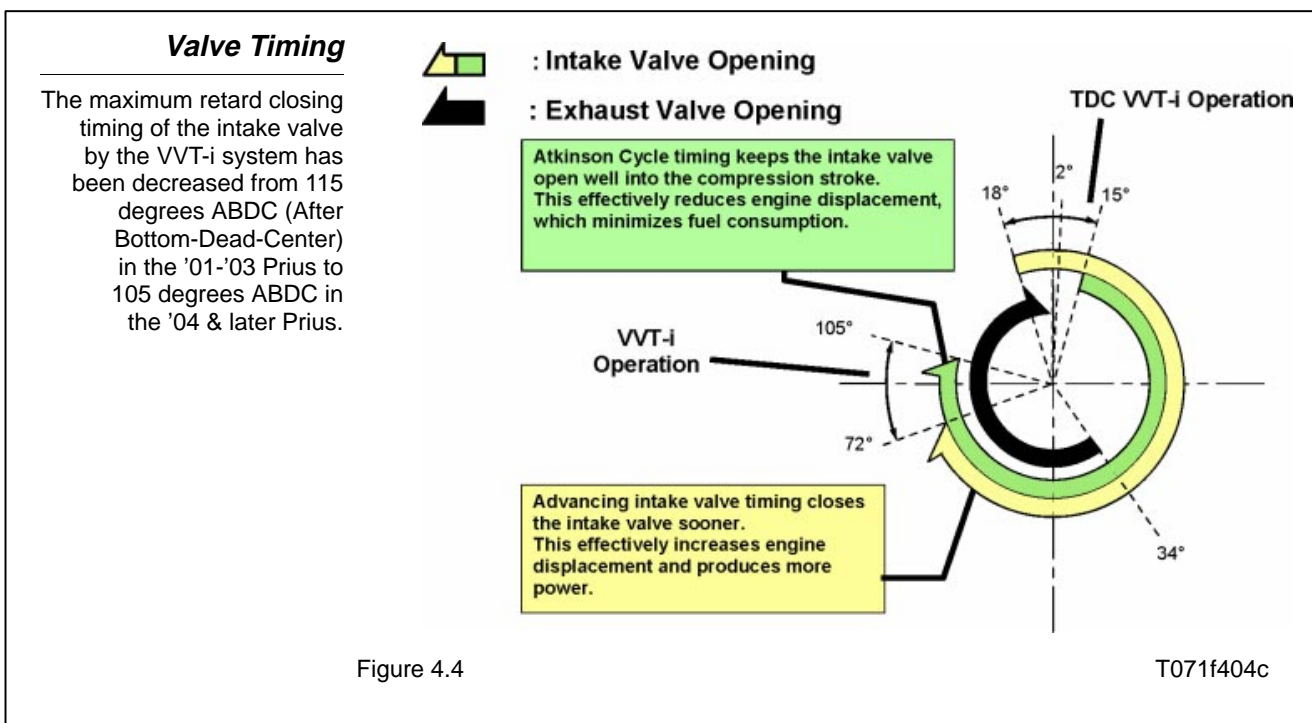 Valve Timing
The maximum retard closing
timing of the intake valve
by the VVT-i system has
been decreased from 115
degrees ABDC (After
Bottom-Dead-Center)
in the ’01-’03 Prius to
105 degrees ABDC in
the ’04 & later Prius.
: Intake Valve Opening
: Exhaust Valve Opening
TDC VVT-i Operation
Atkinson Cycle timing keeps the intake valve
open well into the compression stroke.
This effectively reduces engine displacement,
which minimizes fuel consumption.
2°
18°
15°
105°
VVT-i
Operation
72°
Advancing intake valve timing closes
the intake valve sooner.
This effectively increases engine
displacement and produces more
power.
34°
Figure 4.4
T071f404c